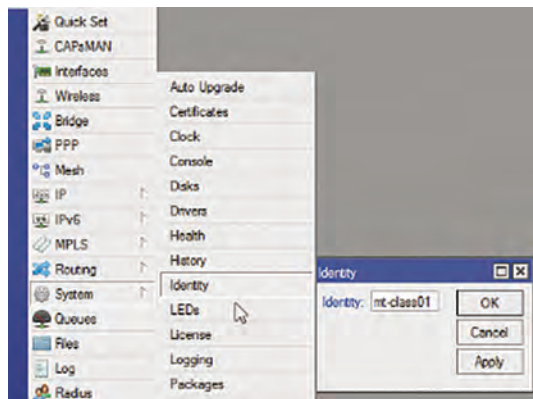 Quick Set
CAPsMAN
Interfaces
Wireless
Bridge
PPP
Mesh
IP
IPv6
MPLS
Routing
System
Queues
Files
Log
Radius
Auto Upgrade
Certificates
Clock
Console
Disks
Drivers
Health
History
Identity
LEDs
License
Logging
Packages
Identity
Identity: mt-class01
OK
Cancel
Apply